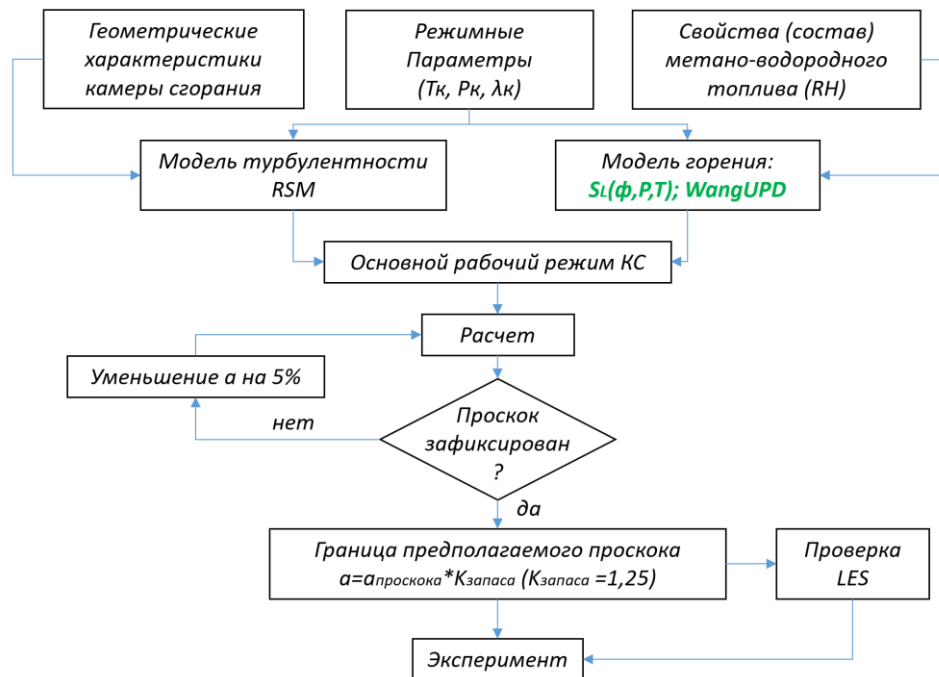 Геометрические
характеристики
камеры сгорания
Режимные
Параметры
(Тк, Рк, λк)
Свойства (состав)
метано-водородного
топлива (RH)
Модель турбулентности
RSM
Модель горения:
SL(ф,P,T); WangUPD
Основной рабочий режим КС
Расчет
Уменьшение а на 5%
Проскок
зафиксирован
?
нет
да
Граница предполагаемого проскока
а=апроскока*Kзапаса (Kзапаса =1,25)
Проверка
LES
Эксперимент